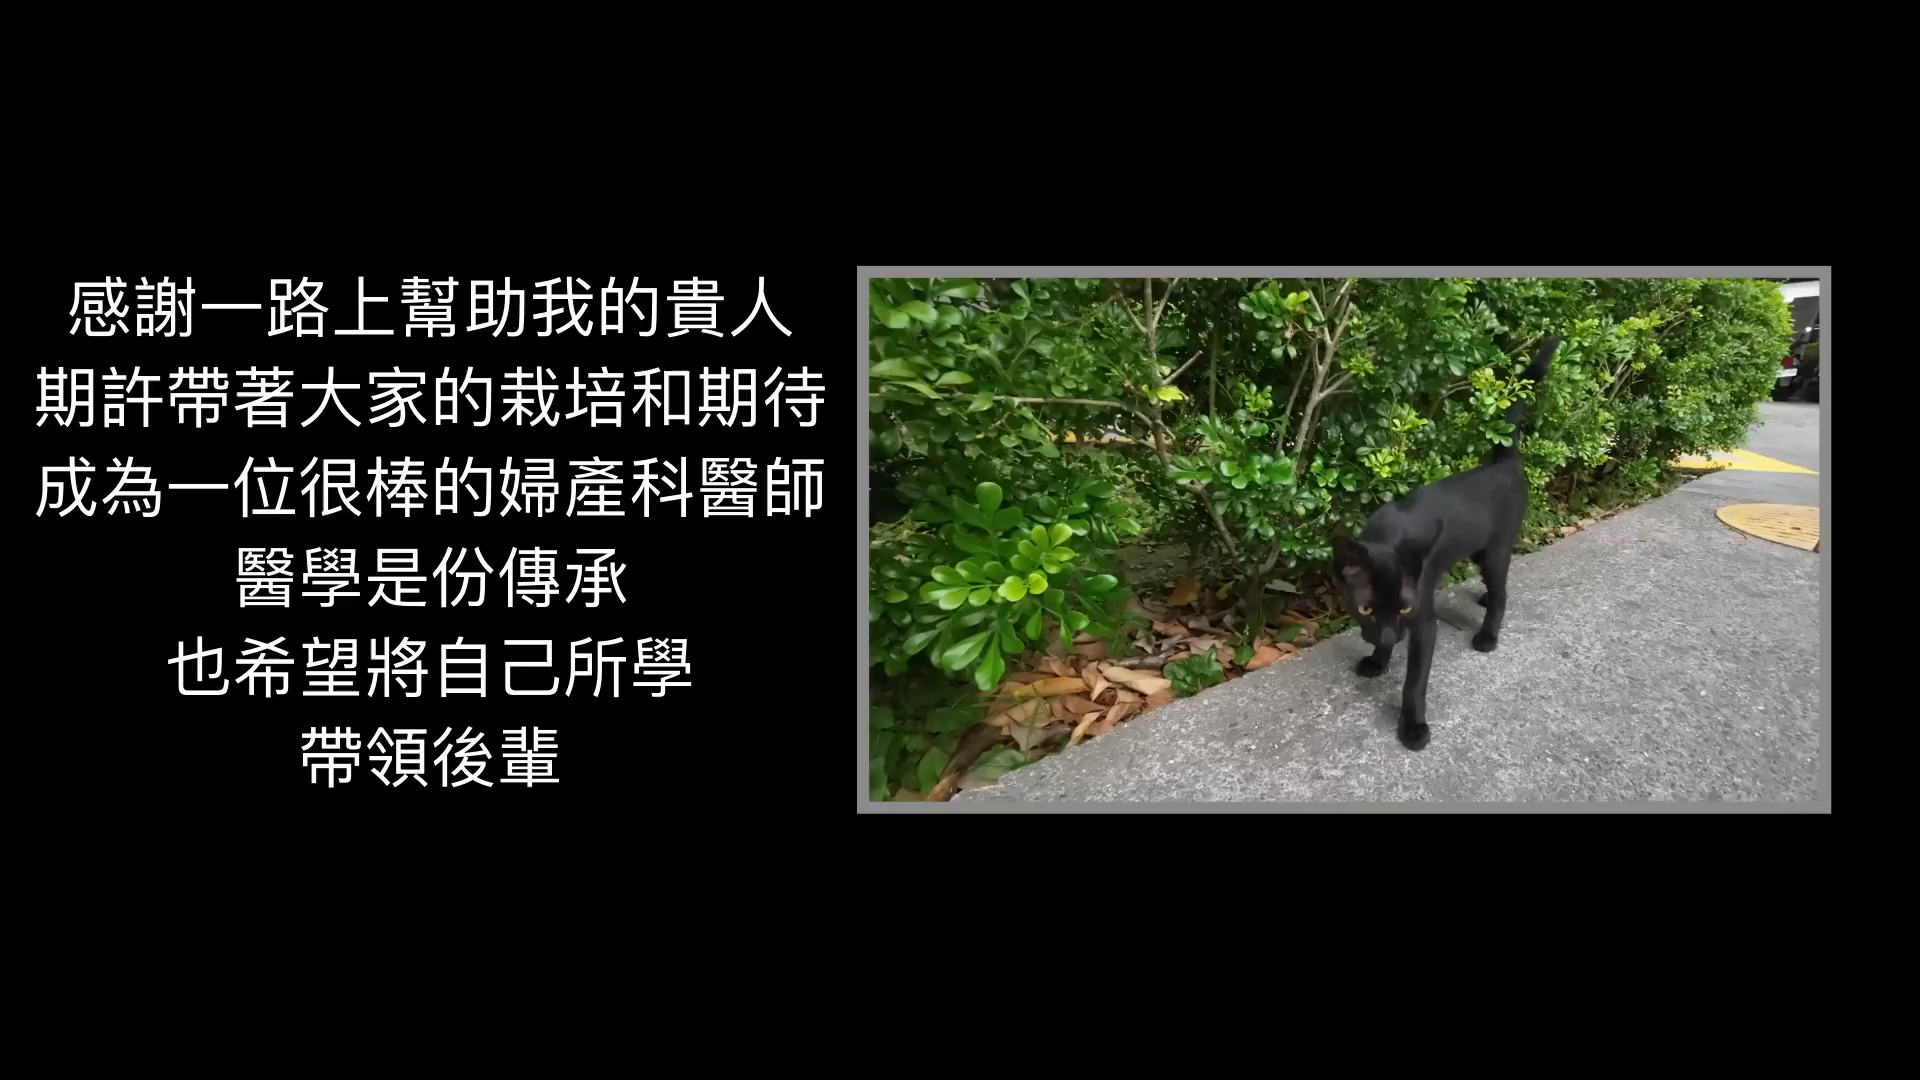 感謝一路上幫助我的貴人
期許帶著大家的栽培和期待
成為一位很棒的婦產科醫師
醫學是份傳承
也希望將自己所學
帶領後輩